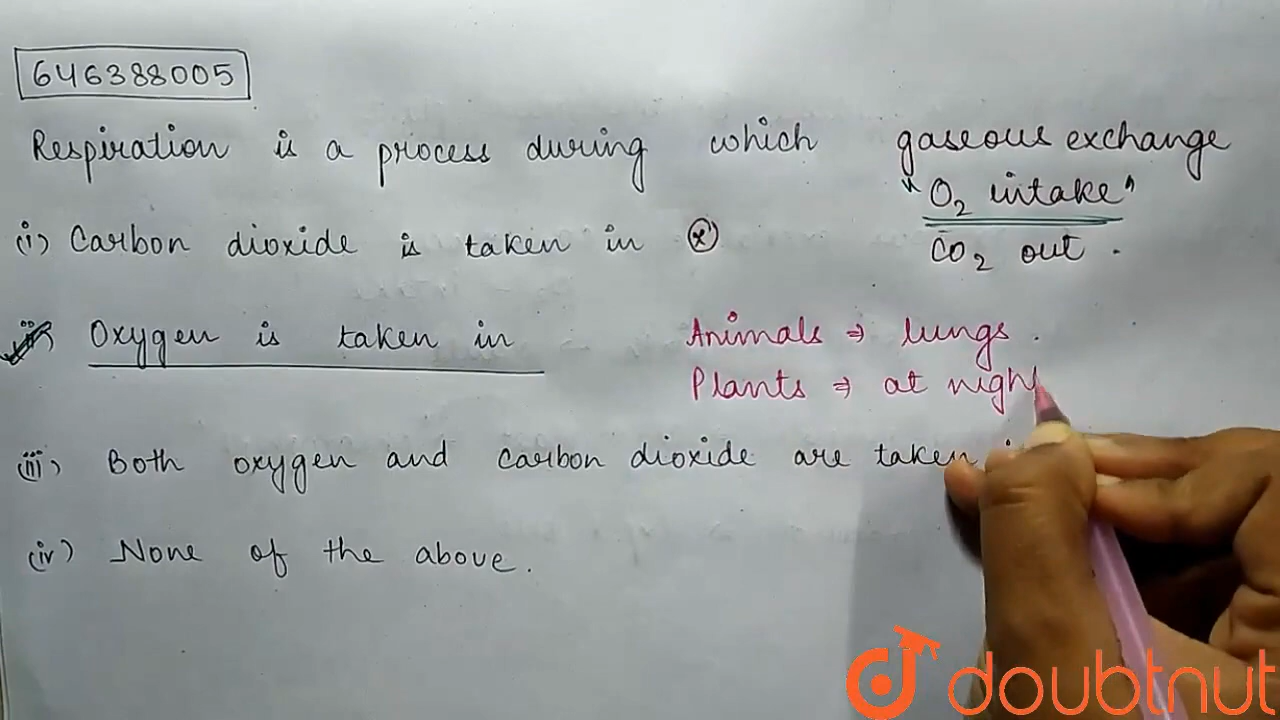 646388005
Respiration is a process during which gaseous exchange
"O2 intake"
(i) Carbon dioxide is taken in (x) CO2 out .
(ii) Oxygen is taken in Animals ⇒ lungs .
Plants ⇒ at nigh
(iii) Both oxygen and carbon dioxide are taken
(iv) None of the above.
doubtnut